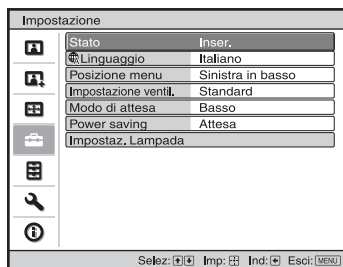 Impostazione
Stato Inser.
Linguaggio Italiano
Posizione menu Sinistra in basso
Impostazione ventil. Standard
Modo di attesa Basso
Power saving Attesa
Impostaz. Lampada
Selez: Imp: Ind: Esci: MENU